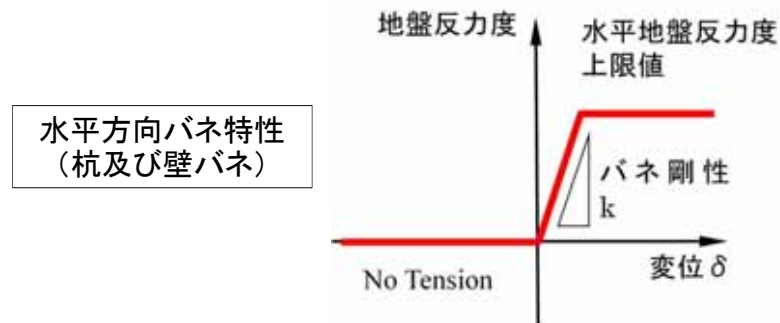 水平方向バネ特性
（杭及び壁バネ）
地盤反力度
水平地盤反力度
上限値
バネ剛性
k
変位δ
No Tension